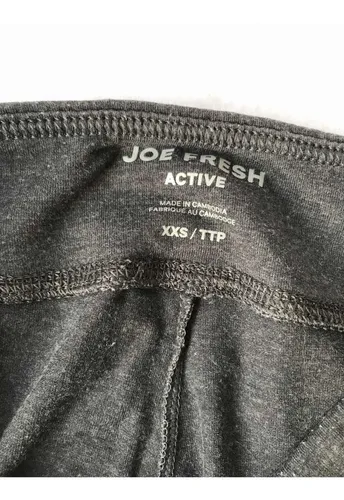 JOE FRESH
ACTIVE
MADE IN CAMBODIA
FABRIQUÉ AU CAMBODGE
XXS/TTP